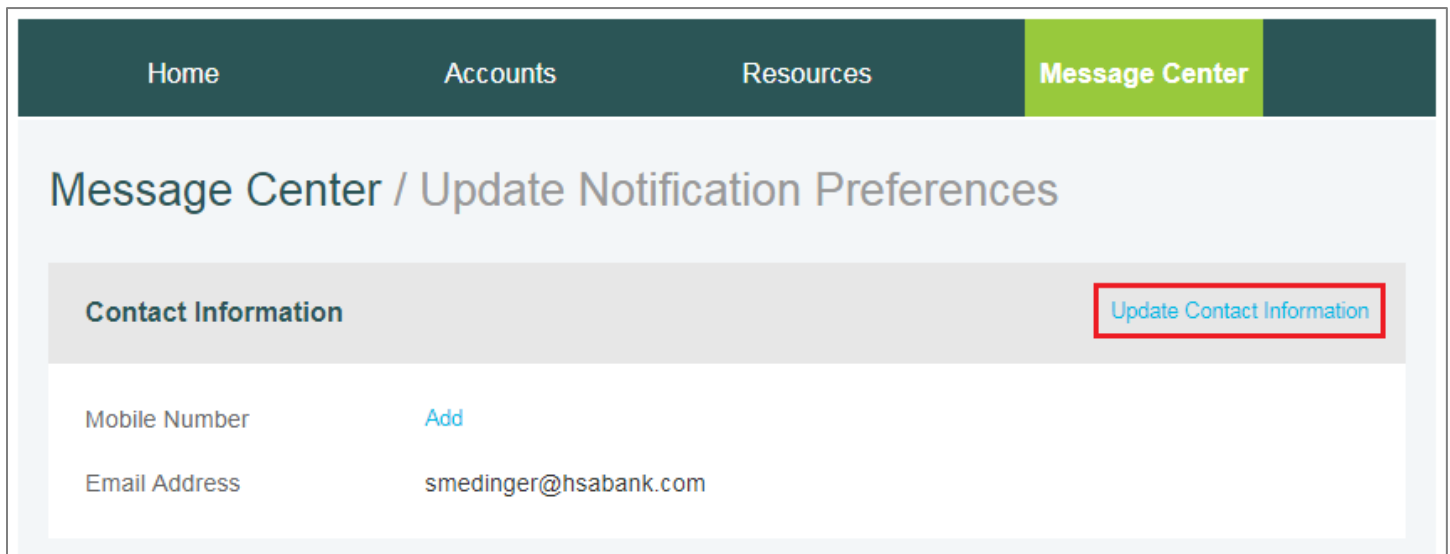 Home Accounts Resources Message Center
Message Center / Update Notification Preferences
Contact Information Update Contact Information
Mobile Number Add
Email Address smedinger@hsabank.com